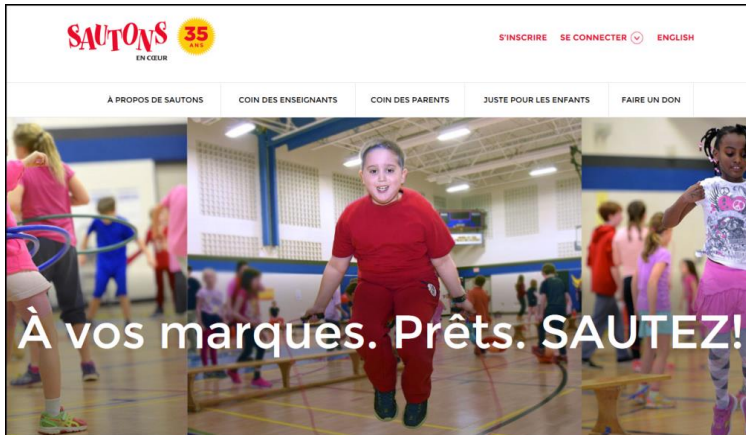 SAUTONS
EN CŒUR
35
ANS
S'INSCRIRE SE CONNECTER ENGLISH
À PROPOS DE SAUTONS COIN DES ENSEIGNANTS COIN DES PARENTS JUSTE POUR LES ENFANTS FAIRE UN DON
À vos marques. Prêts. SAUTEZ!